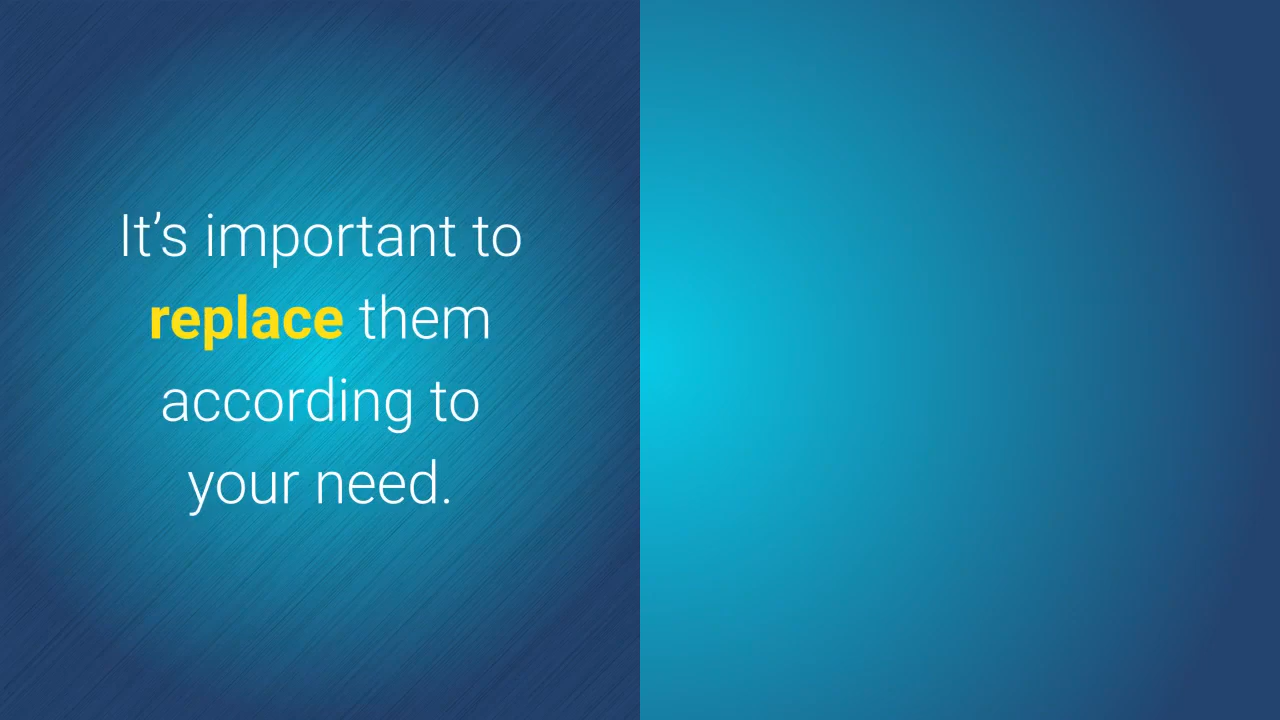 It’s important to
replace them
according to
your need.